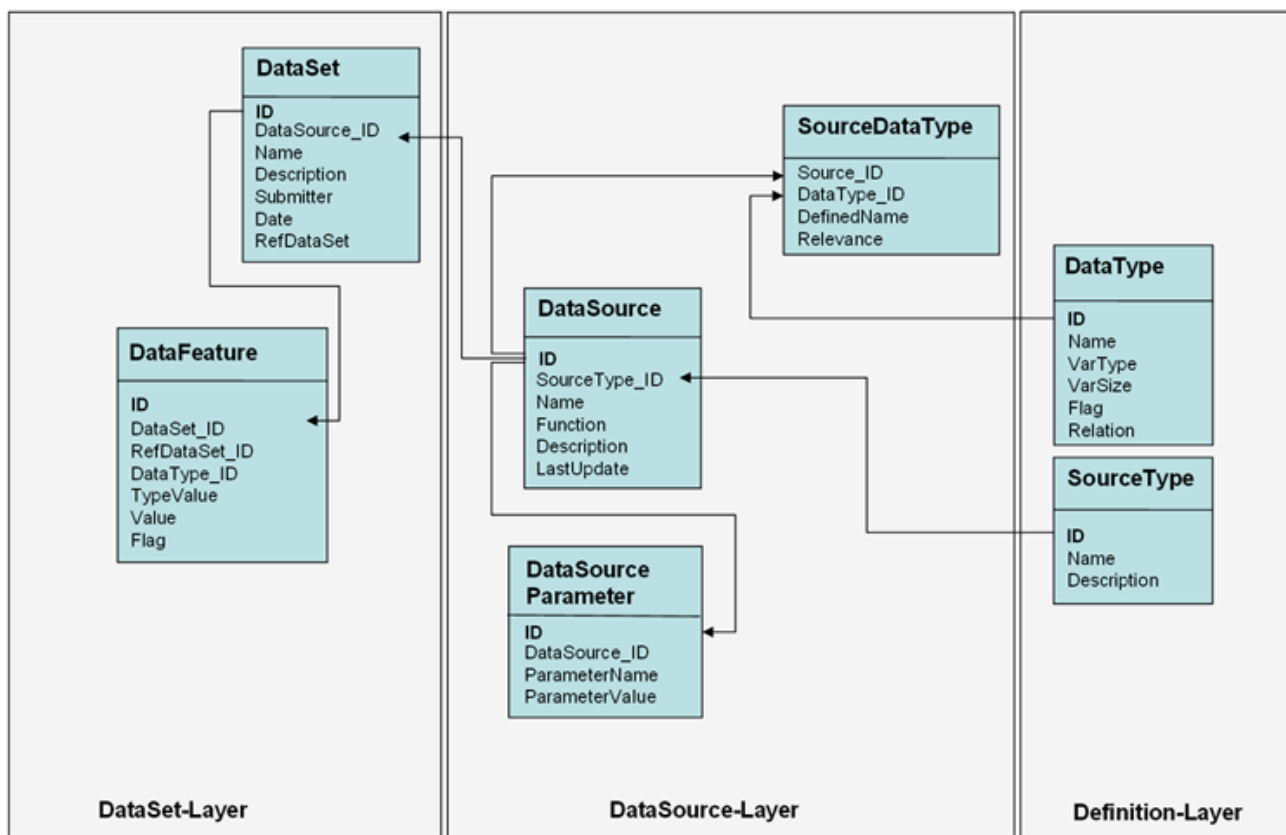 DataSet
ID
DataSource_ID
Name
Description
Submitter
Date
RefDataSet
DataFeature
ID
DataSet_ID
RefDataSet_ID
DataType_ID
TypeValue
Value
Flag
DataSet-Layer
SourceDataType
Source_ID
DataType_ID
DefinedName
Relevance
DataSource
ID
SourceType_ID
Name
Function
Description
LastUpdate
DataSource
Parameter
ID
DataSource_ID
ParameterName
ParameterValue
DataSource-Layer
DataType
ID
Name
VarType
VarSize
Flag
Relation
SourceType
ID
Name
Description
Definition-Layer